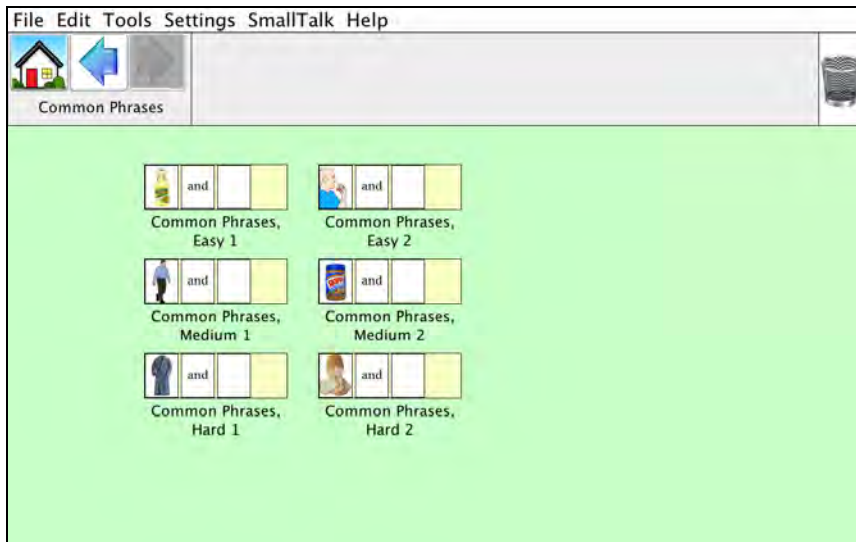 File Edit Tools Settings SmallTalk Help
Common Phrases
and
and
Common Phrases,
Easy 1
Common Phrases,
Easy 2
and
and
Common Phrases,
Medium 1
Common Phrases,
Medium 2
and
and
Common Phrases,
Hard 1
Common Phrases,
Hard 2